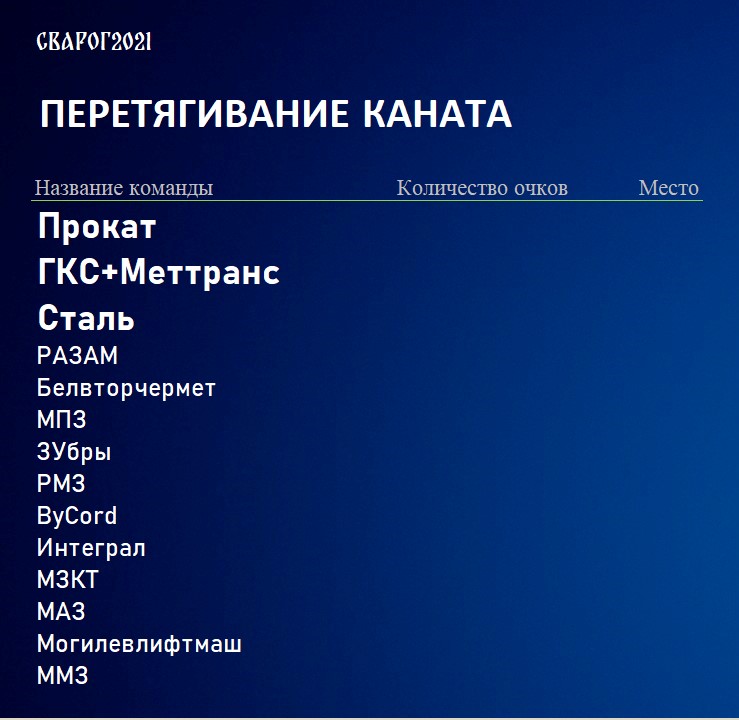 СВАРОГ2021
ПЕРЕТЯГИВАНИЕ КАНАТА
Название команды Количество очков Место
Прокат
ГКС+Меттранс
Сталь
РАЗАМ
Белвторчермет
МПЗ
ЗУбры
РМЗ
ByCord
Интеграл
МЗКТ
МАЗ
Могилевлифтмаш
ММЗ